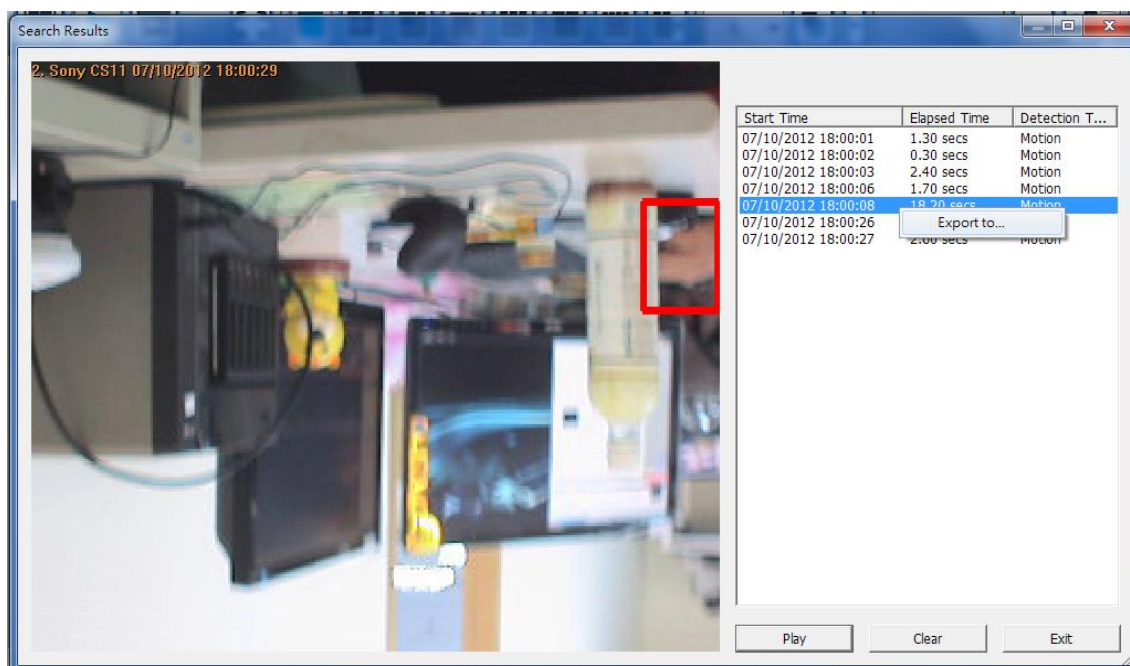 Search Results
2, Sony CS11 07/10/2012 18:00:29
Start Time Elapsed Time Detection T...
07/10/2012 18:00:01 1.30 secs Motion
07/10/2012 18:00:02 0.30 secs Motion
07/10/2012 18:00:03 2.40 secs Motion
07/10/2012 18:00:06 1.70 secs Motion
07/10/2012 18:00:08 18.20 secs Motion
07/10/2012 18:00:26
Export to...
07/10/2012 18:00:27 secs Motion
Play Clear Exit